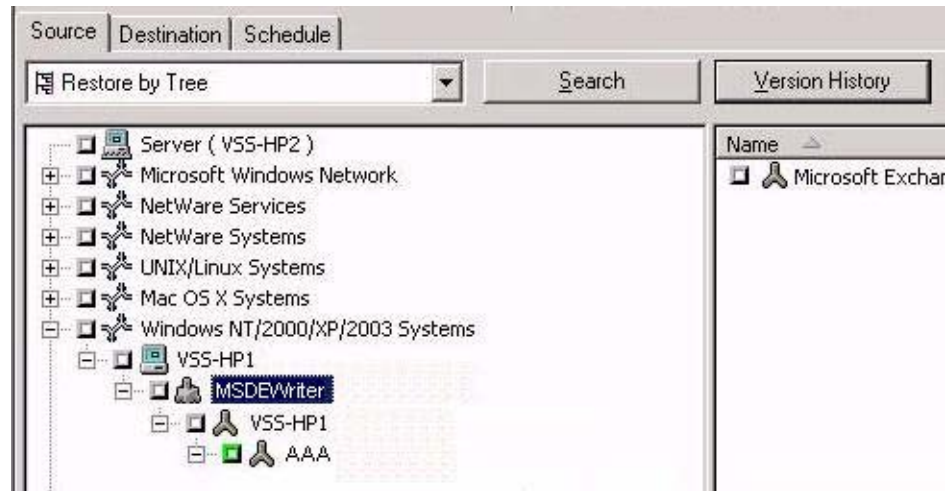 Source Destination Schedule
Restore by Tree Search Version History
Server ( VSS-HP2 )
Microsoft Windows Network
NetWare Services
NetWare Systems
UNIX/Linux Systems
Mac OS X Systems
Windows NT/2000/XP/2003 Systems
VSS-HP1
MSDEWriter
VSS-HP1
AAA
Name
Microsoft Exchan